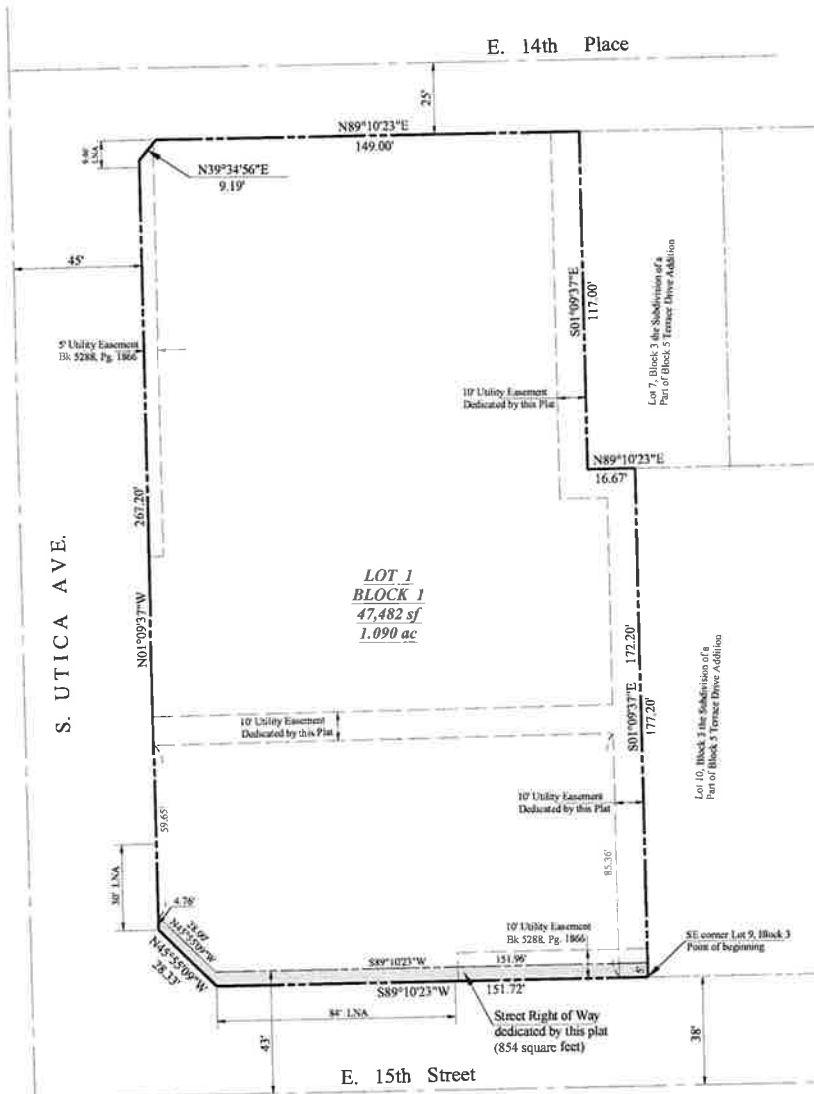 E. 14th Place
25'
N89°10'23"E
149.00'
LNA
N39°34'56"E
9.19'
45'
5' Utility Easement
Bk 5288, Pg. 1866
S01°09'37"E
117.00'
Lot 7, Block 3 the Subdivision of a
Part of Block 5 Terrace Drive Addition
10' Utility Easement
Dedicated by this Plat
N89°10'23"E
16.67'
267.20'
N01°09'37"W
S. UTICA AVE.
LOT 1
BLOCK 1
47,482 sf
1.090 ac
172.20'
S01°09'37"E
177.20'
Lot 10, Block 3 the Subdivision of a
Part of Block 5 Terrace Drive Addition
10' Utility Easement
Dedicated by this Plat
10' Utility Easement
Dedicated by this Plat
59.65'
85.36'
30' LNA
4.76'
28.00'
N45°55'09"W
N45°55'09"W
28.33'
10' Utility Easement
Bk 5288, Pg. 1866
SE corner Lot 9, Block 3
Point of beginning
S89°10'23"W
151.96'
5'
S89°10'23"W
151.72'
84' LNA
Street Right of Way
dedicated by this plat
(854 square feet)
43'
38'
E. 15th Street